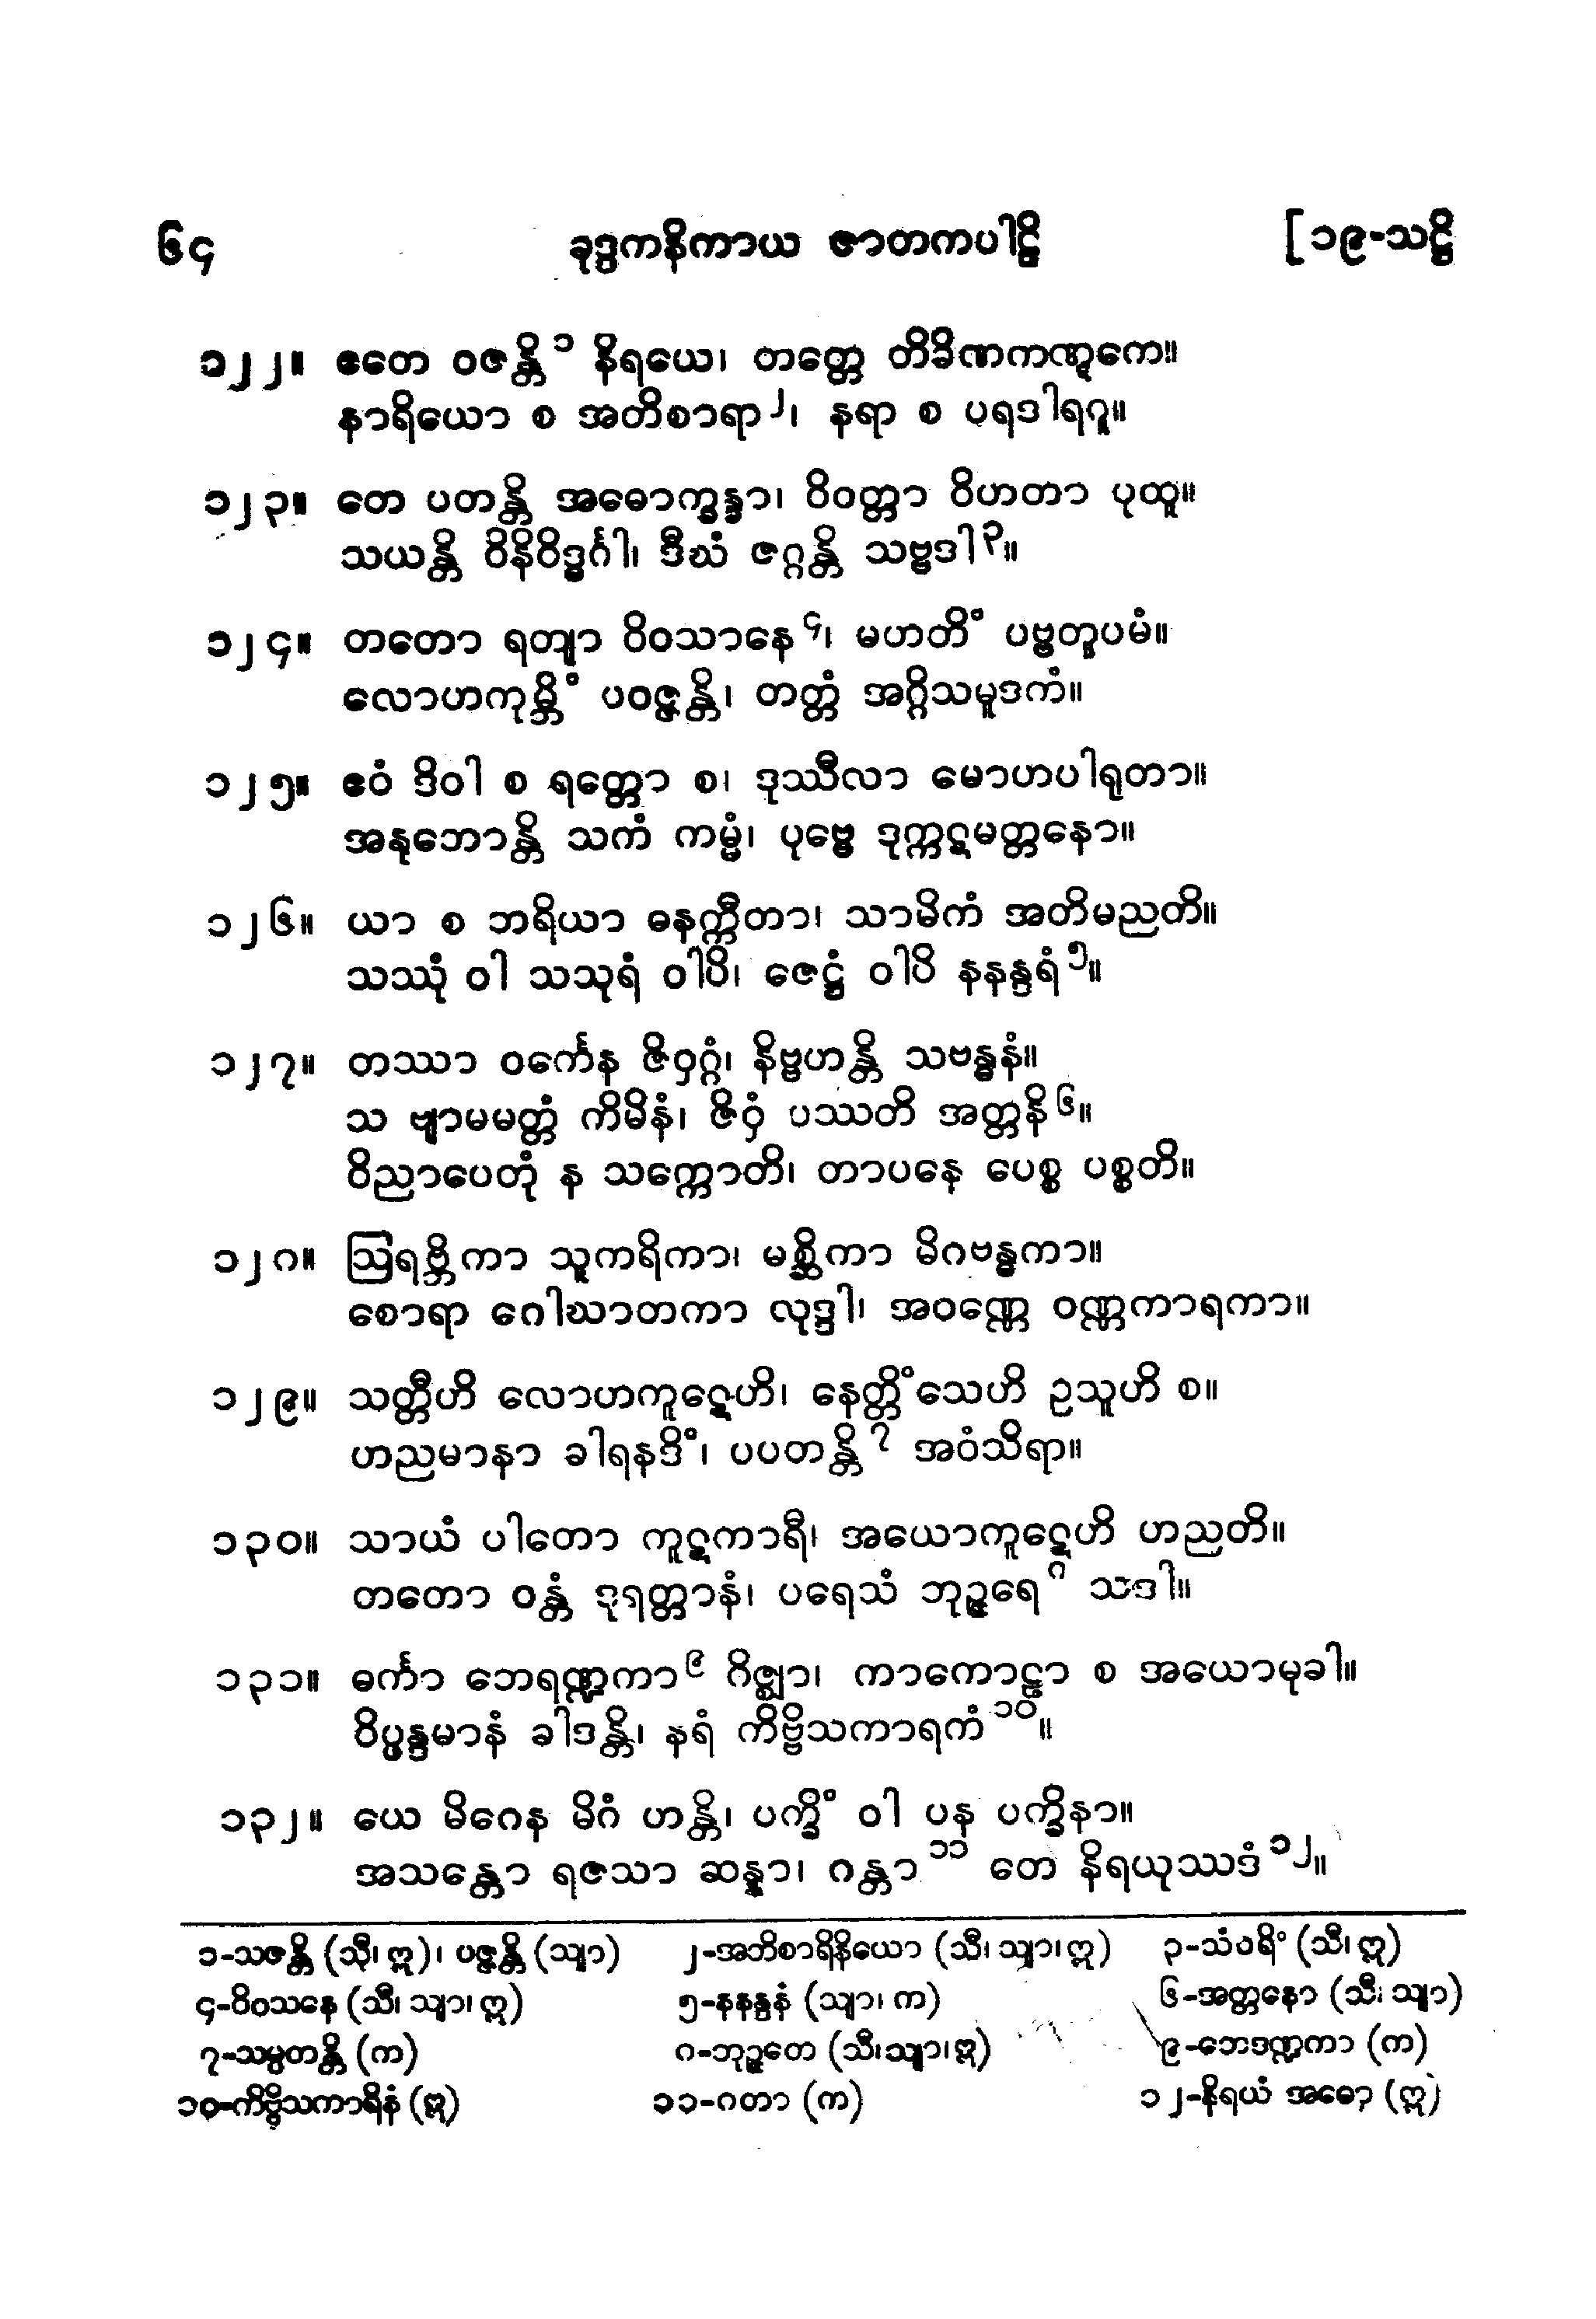 ၆၄ ခုဒ္ဒကနိကာယ ဇာတကပါဠိ [၁၉-သဋ္ဌိ
၁၂၂။ ဧတေ ဝဇန္တိ ၁ နိရယေ၊ တတ္တေ တိခိဏကဏ္ဋကေ။
နာရိယော စ အတိစာရာ ၂၊ နရာ စ ပရဒါရဂူ။
၁၂၃။ တေ ပတန္တိ အဓောက္ခန္ဓာ၊ ဝိဝတ္တာ ဝိဟတာ ပုထူ။
သယန္တိ ဝိနိဝိဒ္ဓင်္ဂါ၊ ဒီဃံ ဇဂ္ဂန္တိ သဗ္ဗဒါ ၃။
၁၂၄။ တတော ရတျာ ဝိဝသာနေ ၄၊ မဟတိံ ပဗ္ဗတူပမံ။
လောဟကုမ္ဘိံ ပဝဇ္ဇန္တိ၊ တတ္တံ အဂ္ဂိသမူဒကံ။
၁၂၅။ ဧဝံ ဒိဝါ စ ရတ္တော စ၊ ဒုဿီလာ မောဟပါရုတာ။
အနုဘောန္တိ သကံ ကမ္မံ၊ ပုဗ္ဗေ ဒုက္ကဋမတ္တနော။
၁၂၆။ ယာ စ ဘရိယာ ဓနက္ကီတာ၊ သာမိကံ အတိမညတိ။
သဿုံ ဝါ သသုရံ ဝါပိ၊ ဇေဋ္ဌံ ဝါပိ နနန္ဒရံ ၅။
၁၂၇။ တဿာ ဝင်္ကေန ဇိဝှဂ္ဂံ၊ နိဗ္ဗဟန္တိ သဗန္ဓနံ။
သ ဗျာမမတ္တံ ကိမိနံ၊ ဇိဝှံ ပဿတိ အတ္တနိ ၆။
ဝိညာပေတုံ န သက္ကောတိ၊ တာပနေ ပေစ္စ ပစ္စတိ။
၁၂၈။ ဩရဗ္ဘိကာ သူကရိကာ၊ မစ္ဆိကာ မိဂဗန္ဓကာ။
စောရာ ဂေါဃာတကာ လုဒ္ဒါ၊ အဝဏ္ဏေ ဝဏ္ဏကာရကာ။
၁၂၉။ သတ္တီဟိ လောဟကူဋေဟိ၊ နေတ္တိံသေဟိ ဥသူဟိ စ။
ဟညမာနာ ခါရနဒိံ၊ ပပတန္တိ ၇ အဝံသိရာ။
၁၃၀။ သာယံ ပါတော ကူဋကာရီ၊ အယောကူဋေဟိ ဟညတိ။
တတော ဝန္တံ ဒုရတ္တာနံ၊ ပရေသံ ဘုဉ္ဇရေ ၈ သဒါ။
၁၃၁။ ဓင်္ကာ ဘေရဏ္ဍကာ ၉ ဂိဇ္ဈာ၊ ကာကောဠာ စ အယောမုခါ။
ဝိပ္ဖန္ဒမာနံ ခါဒန္တိ၊ နရံ ကိဗ္ဗိသကာရကံ ၁၀။
၁၃၂။ ယေ မိဂေန မိဂံ ဟန္တိ၊ ပက္ခိံ ဝါ ပန ပက္ခိနာ။
အသန္တော ရဇသာ ဆန္နာ၊ ဂန္တာ ၁၁ တေ နိရယုဿဒံ ၁၂။
၁-သဇန္တိ (သီ၊ ဣ)၊ ပဇ္ဇန္တိ (သျာ) ၂-အဘိစာရိနိယော (သီ၊ သျာ၊ ဣ) ၃-သံဝရိံ (သီ၊ ဣ)
၄-ဝိဝသနေ (သီ၊ သျာ၊ ဣ) ၅-နနန္ဒနံ (သျာ၊ က) ၆-အတ္တနော (သီ၊ သျာ)
၇-သမ္ပတန္တိ (က) ၈-ဘုဉ္ဇတေ (သီ၊ သျာ၊ ဣ) ၉-ဘေဒဏ္ဍကာ (က)
၁၀-ကိဗ္ဗိသကာရိနံ (ဣ) ၁၁-ဂတာ (က) ၁၂-နိရယံ အဓော (ဣ)